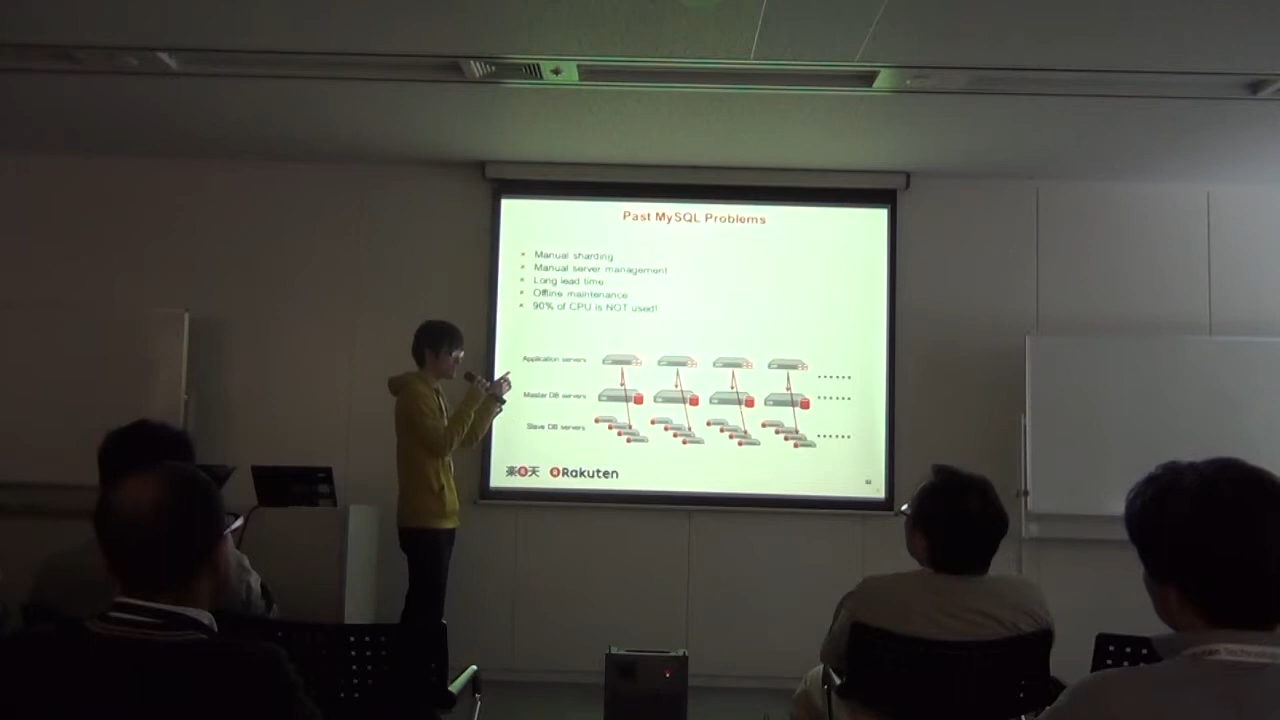 Past MySQL Problems
Manual sharding
Manual server management
Long lead time
Offline maintenance
90% of CPU is NOT used!
Application servers
Master DB servers
Slave DB servers
楽天 Rakuten